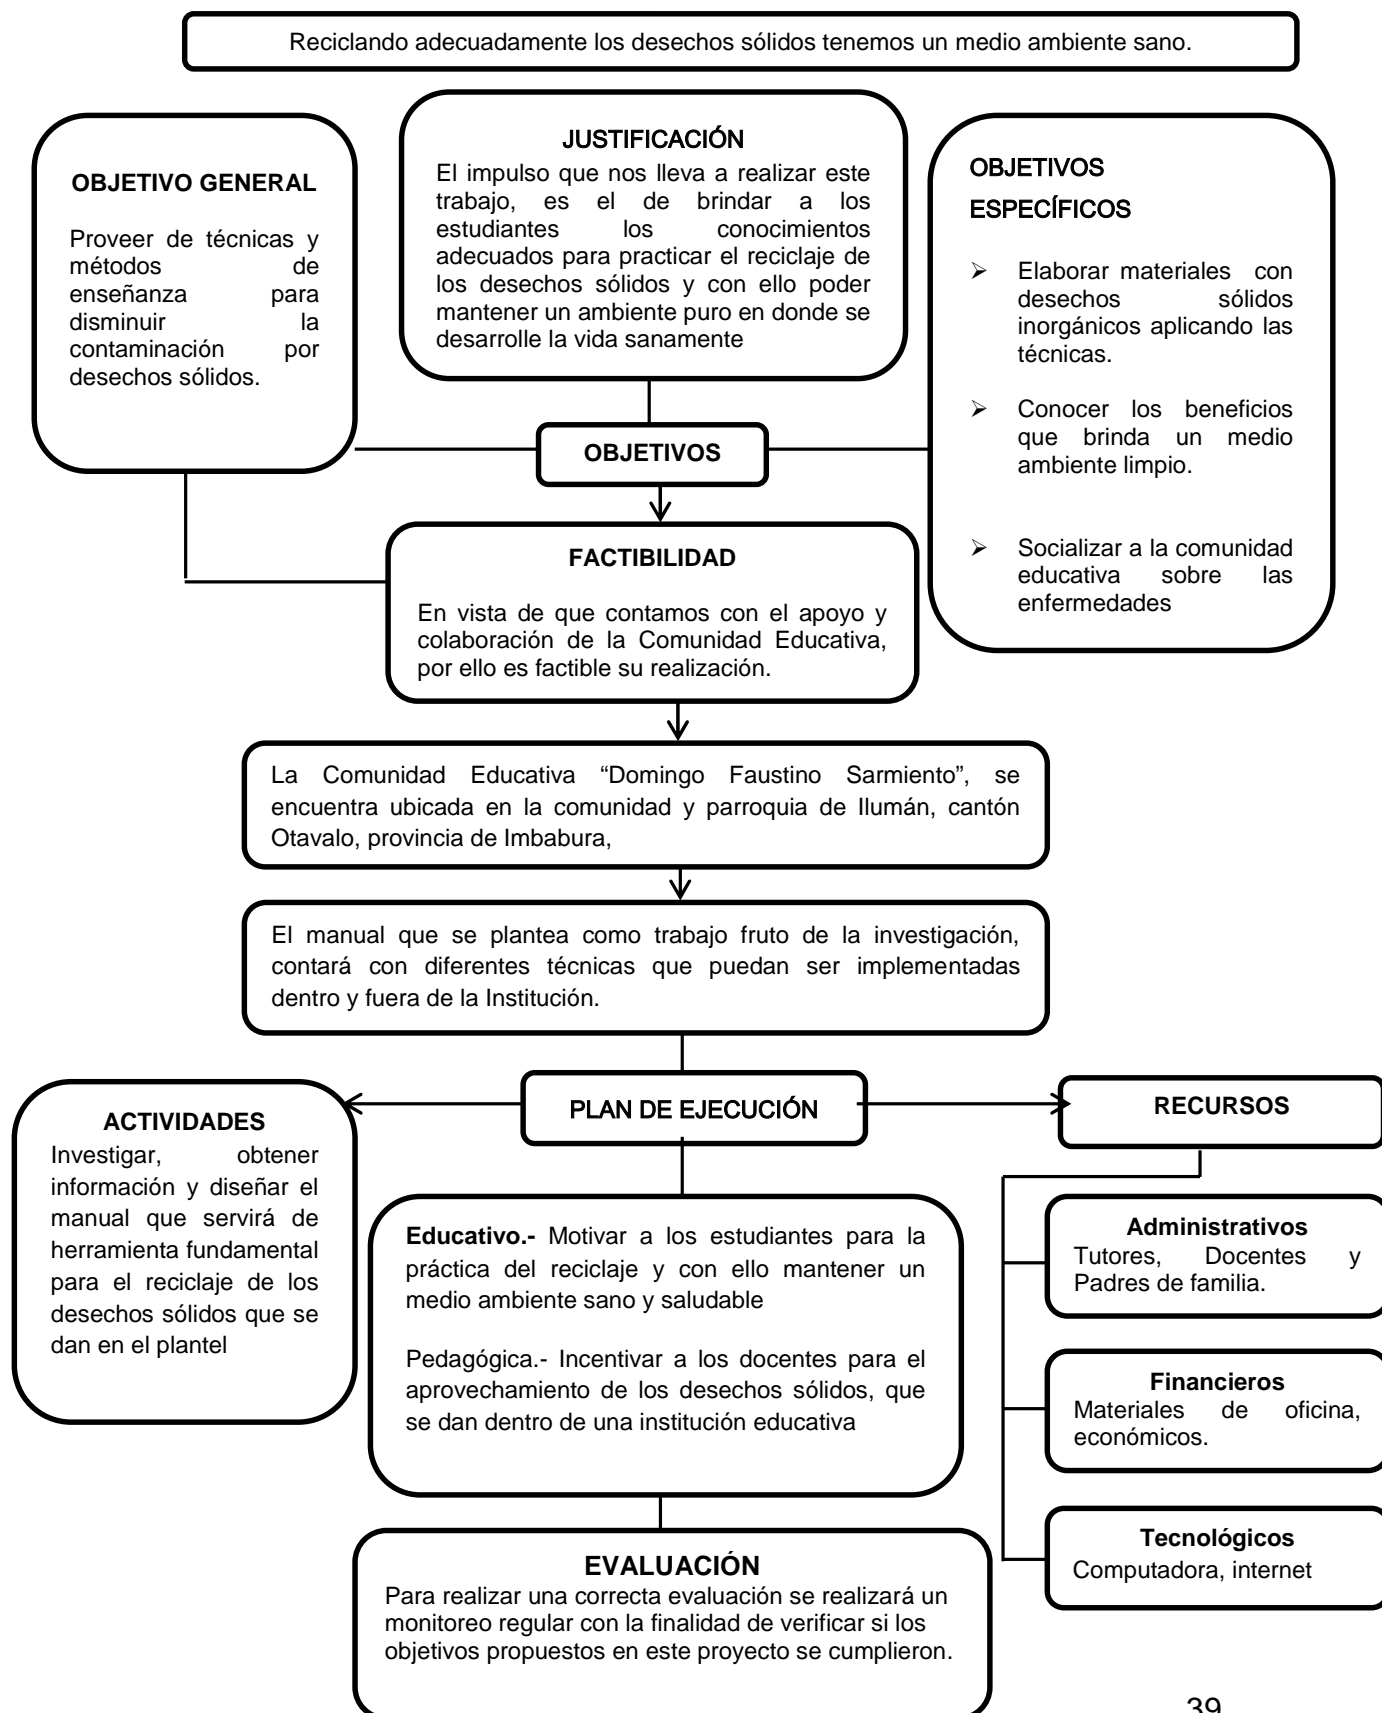 Reciclando adecuadamente los desechos sólidos tenemos un medio ambiente sano.
OBJETIVO GENERAL
Proveer de técnicas y
métodos de
enseñanza para
disminuir la
contaminación por
desechos sólidos.
JUSTIFICACIÓN
El impulso que nos lleva a realizar este
trabajo, es el de brindar a los
estudiantes los conocimientos
adecuados para practicar el reciclaje de
los desechos sólidos y con ello poder
mantener un ambiente puro en donde se
desarrolle la vida sanamente
OBJETIVOS
ESPECÍFICOS
➢ Elaborar materiales con
desechos sólidos
inorgánicos aplicando las
técnicas.
➢ Conocer los beneficios
que brinda un medio
ambiente limpio.
➢ Socializar a la comunidad
educativa sobre las
enfermedades
OBJETIVOS
FACTIBILIDAD
En vista de que contamos con el apoyo y
colaboración de la Comunidad Educativa,
por ello es factible su realización.
La Comunidad Educativa “Domingo Faustino Sarmiento”, se
encuentra ubicada en la comunidad y parroquia de Ilumán, cantón
Otavalo, provincia de Imbabura,
El manual que se plantea como trabajo fruto de la investigación,
contará con diferentes técnicas que puedan ser implementadas
dentro y fuera de la Institución.
PLAN DE EJECUCIÓN
ACTIVIDADES
Investigar, obtener
información y diseñar el
manual que servirá de
herramienta fundamental
para el reciclaje de los
desechos sólidos que se
dan en el plantel
Educativo.- Motivar a los estudiantes para la
práctica del reciclaje y con ello mantener un
medio ambiente sano y saludable
Pedagógica.- Incentivar a los docentes para el
aprovechamiento de los desechos sólidos, que
se dan dentro de una institución educativa
RECURSOS
Administrativos
Tutores, Docentes y
Padres de familia.
Financieros
Materiales de oficina,
económicos.
Tecnológicos
Computadora, internet
EVALUACIÓN
Para realizar una correcta evaluación se realizará un
monitoreo regular con la finalidad de verificar si los
objetivos propuestos en este proyecto se cumplieron.
39